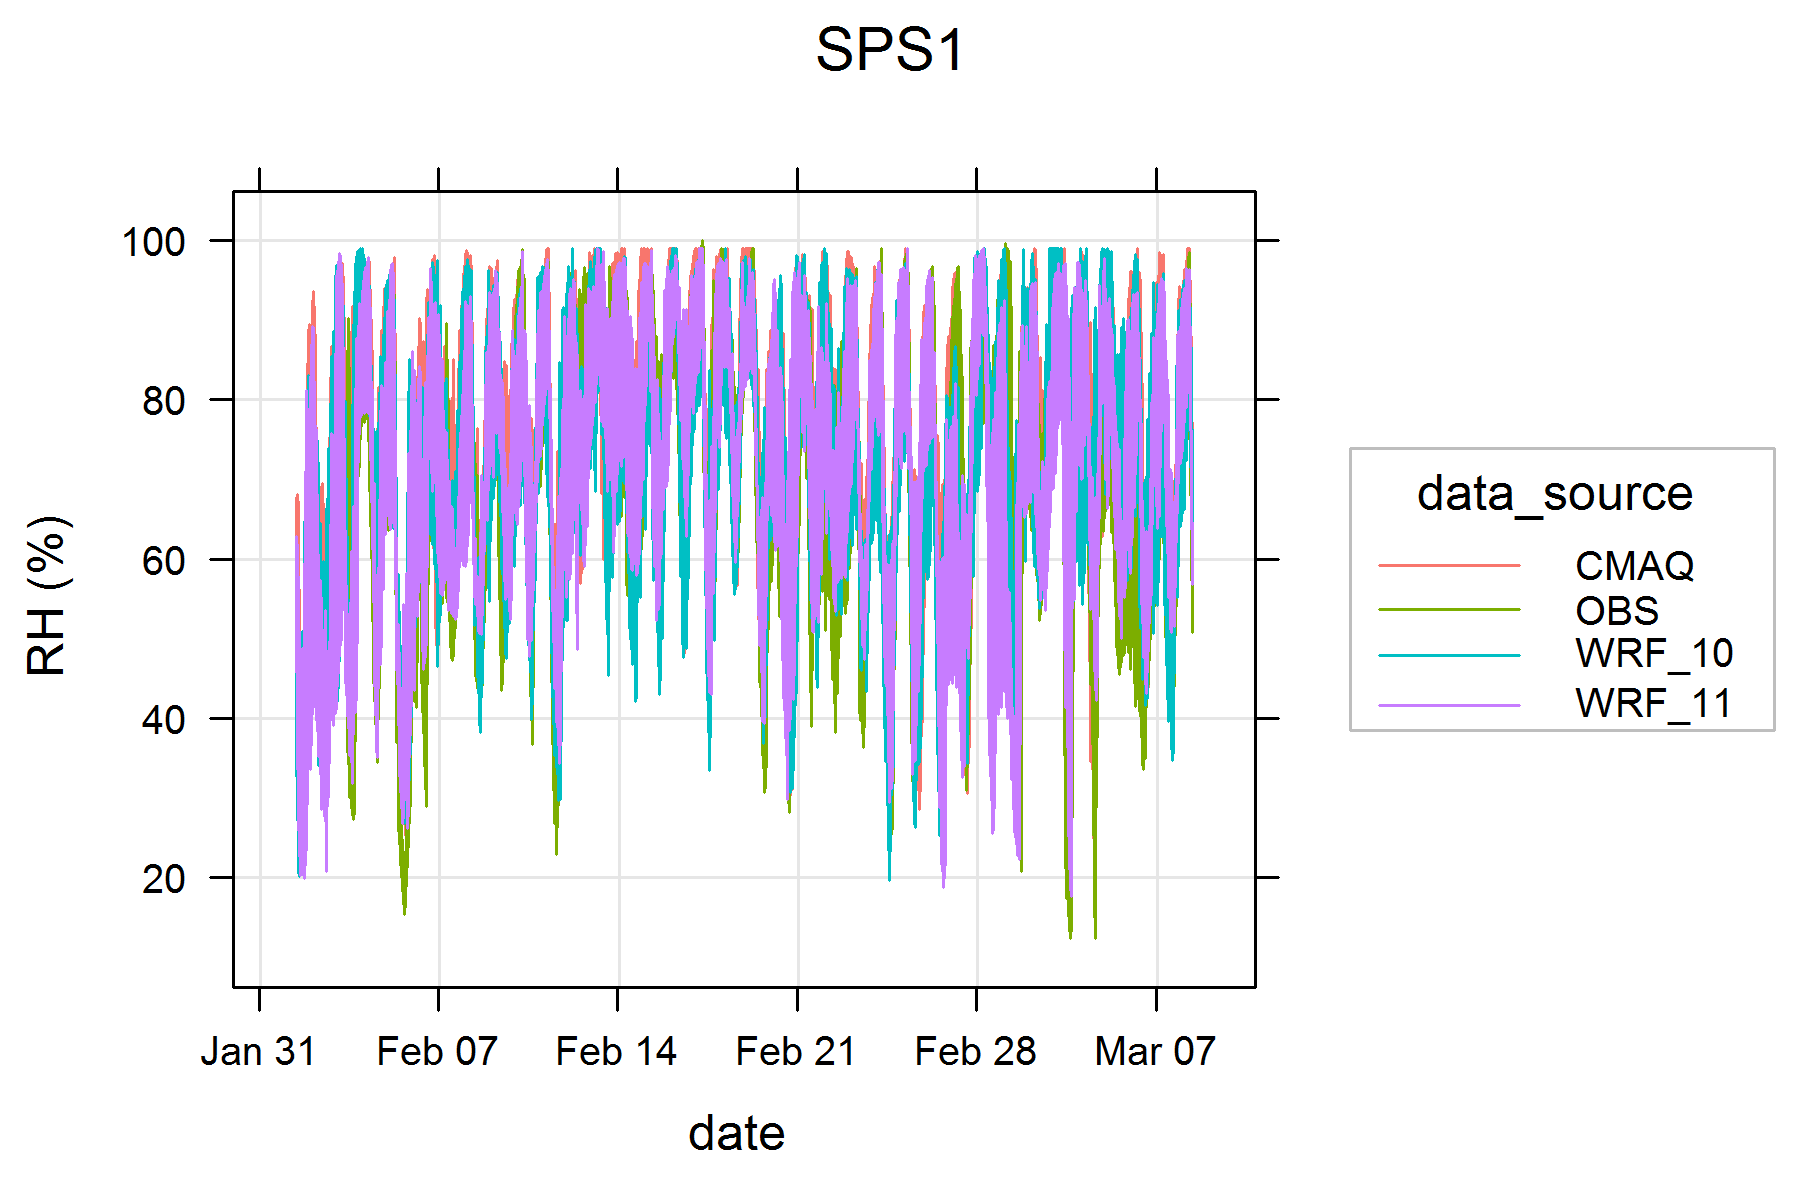 SPS1
RH (%)
100
80
60
40
20
Jan 31
Feb 07
Feb 14
Feb 21
Feb 28
Mar 07
date
data_source
CMAQ
OBS
WRF_10
WRF_11